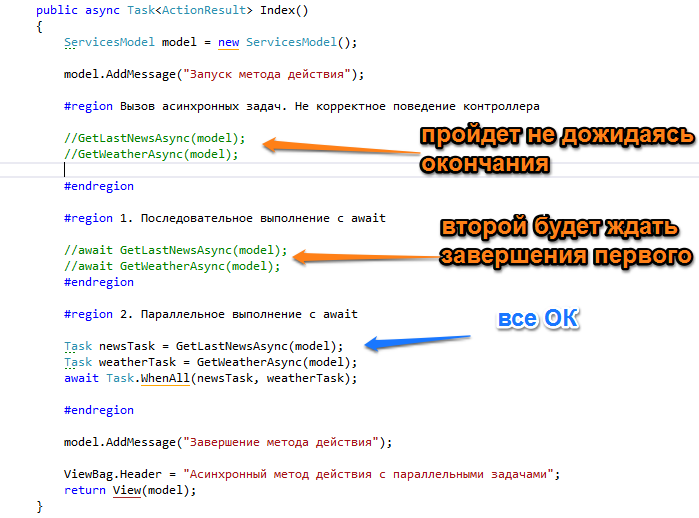 public async Task<ActionResult> Index()
{
ServicesModel model = new ServicesModel();
model.AddMessage("Запуск метода действия");
#region Вызов асинхронных задач. Не корректное поведение контроллера
//GetLastNewsAsync(model);
//GetWeatherAsync(model);
пройдет не дожидаясь
окончания
#endregion
#region 1. Последовательное выполнение с await
//await GetLastNewsAsync(model);
//await GetWeatherAsync(model);
второй будет ждать
завершения первого
#endregion
#region 2. Параллельное выполнение с await
все ОК
Task newsTask = GetLastNewsAsync(model);
Task weatherTask = GetWeatherAsync(model);
await Task.WhenAll(newsTask, weatherTask);
#endregion
model.AddMessage("Завершение метода действия");
ViewBag.Header = "Асинхронный метод действия с параллельными задачами";
return View(model);
}